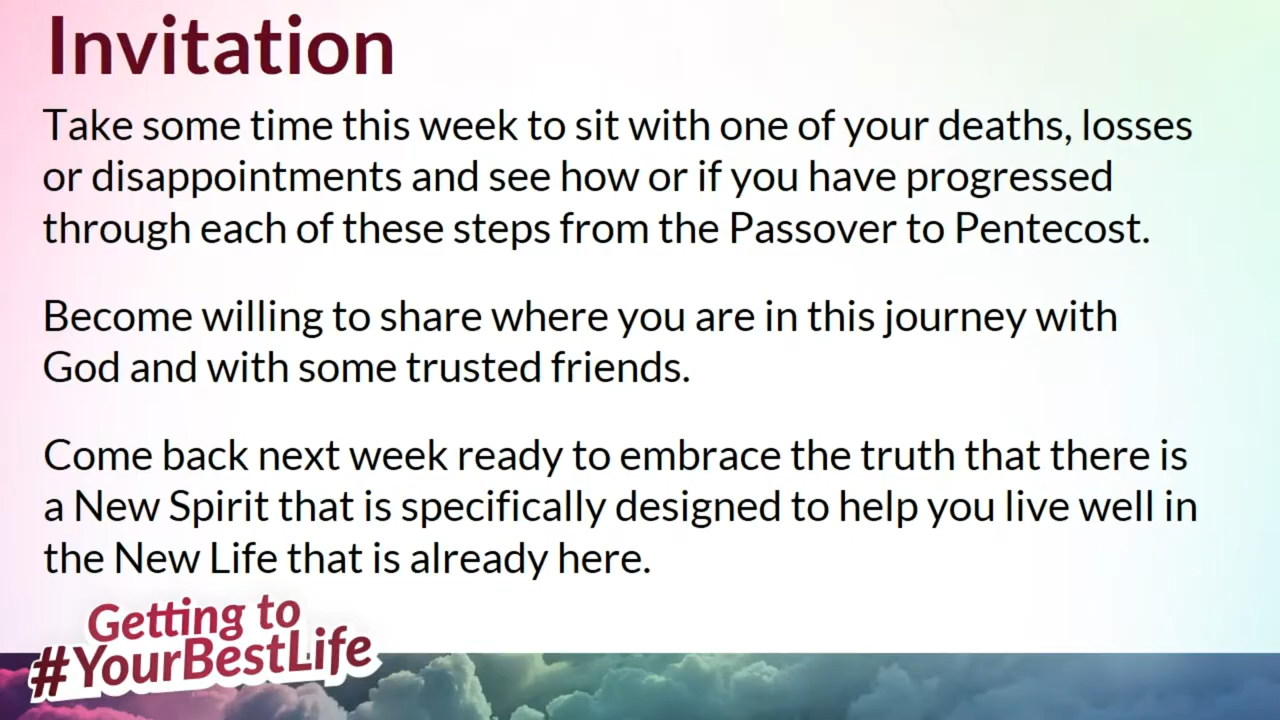 Invitation
Take some time this week to sit with one of your deaths, losses
or disappointments and see how or if you have progressed
through each of these steps from the Passover to Pentecost.
Become willing to share where you are in this journey with
God and with some trusted friends.
Come back next week ready to embrace the truth that there is
a New Spirit that is specifically designed to help you live well in
the New Life that is already here.
Getting to
#YourBestLife